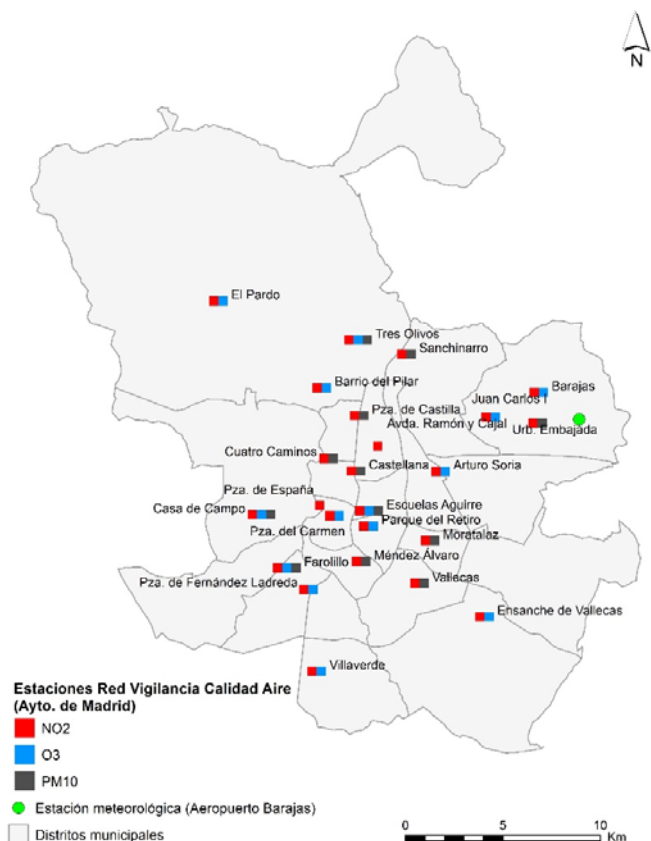 N
El Pardo
Tres Olivos
Sanchinarro
Barrio del Pilar
Barajas
Juan Carlos I
Pza. de Castilla
Avda. Ramón y Cajal
Urb. Embajada
Cuatro Caminos
Castellana
Arturo Soria
Pza. de España
Casa de Campo
Escuelas Aguirre
Parque del Retiro
Pza. del Carmen
Moratalaz
Farolillo
Méndez Álvaro
Pza. de Fernández Ladreda
Vallecas
Ensanche de Vallecas
Villaverde
Estaciones Red Vigilancia Calidad Aire
(Ayto. de Madrid)
NO2
O3
PM10
Estación meteorológica (Aeropuerto Barajas)
Distritos municipales
0 5 10
Km